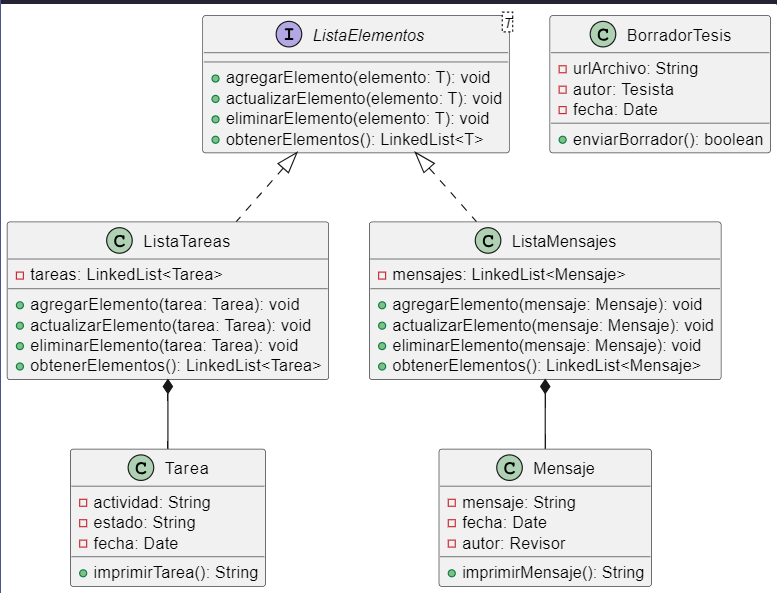 I ListaElementos
T
agregarElemento(elemento: T): void
actualizarElemento(elemento: T): void
eliminarElemento(elemento: T): void
obtenerElementos(): LinkedList<T>
C BorradorTesis
urlArchivo: String
autor: Tesista
fecha: Date
enviarBorrador(): boolean
C ListaTareas
tareas: LinkedList<Tarea>
agregarElemento(tarea: Tarea): void
actualizarElemento(tarea: Tarea): void
eliminarElemento(tarea: Tarea): void
obtenerElementos(): LinkedList<Tarea>
C ListaMensajes
mensajes: LinkedList<Mensaje>
agregarElemento(mensaje: Mensaje): void
actualizarElemento(mensaje: Mensaje): void
eliminarElemento(mensaje: Mensaje): void
obtenerElementos(): LinkedList<Mensaje>
C Tarea
actividad: String
estado: String
fecha: Date
imprimirTarea(): String
C Mensaje
mensaje: String
fecha: Date
autor: Revisor
imprimirMensaje(): String